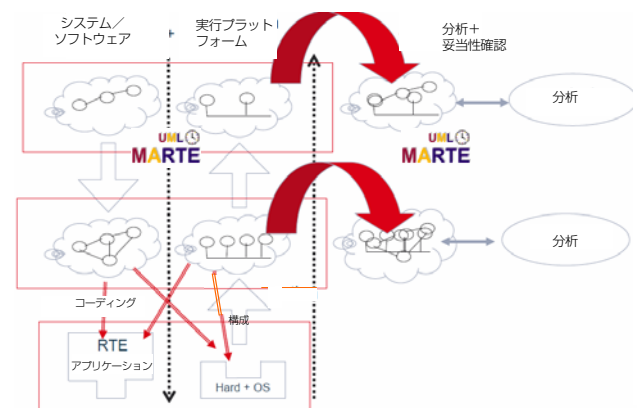 システム／
ソフトウェア
+
実行プラット
フォーム
分析＋
妥当性確認
分析
UML
MARTE
UML
MARTE
分析
コーディング
構成
RTE
アプリケーション
Hard + OS